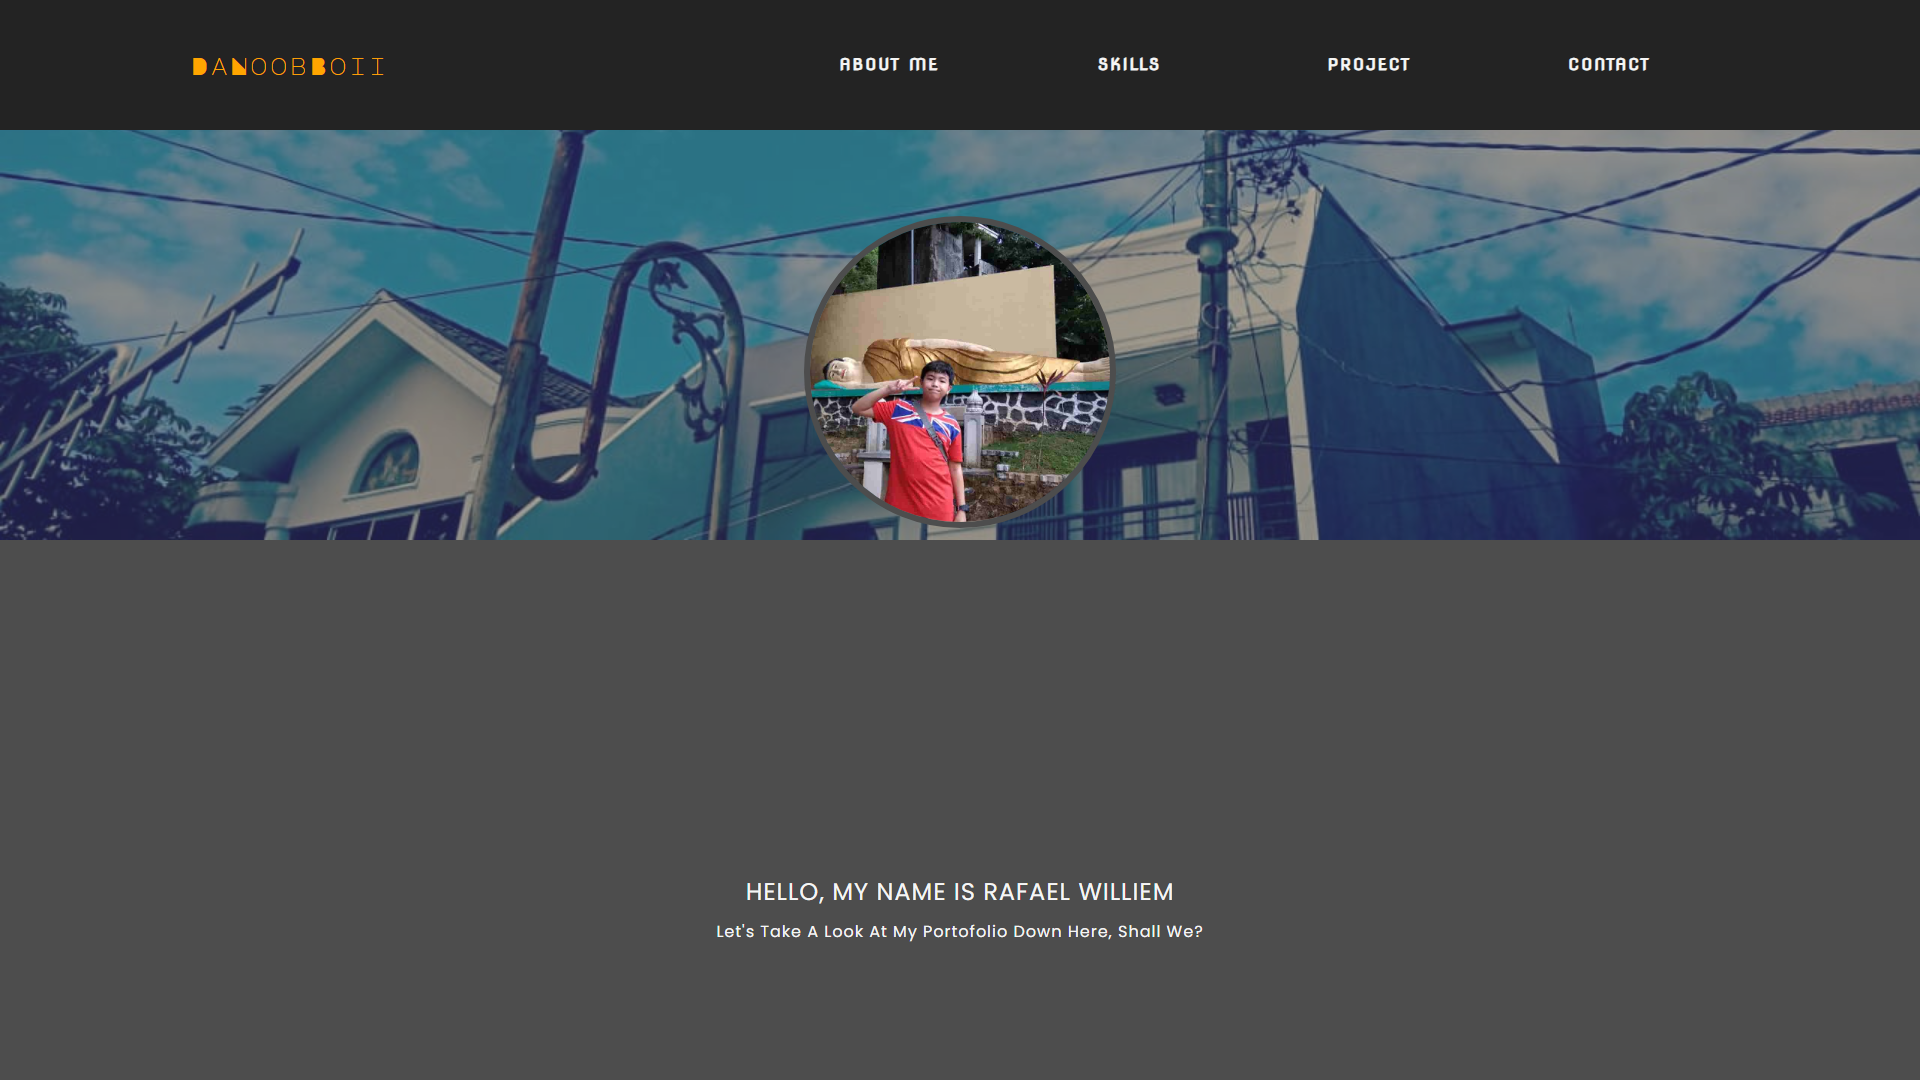 DANOOBBOII
ABOUT ME
SKILLS
PROJECT
CONTACT
HELLO, MY NAME IS RAFAEL WILLIEM
Let's Take A Look At My Portofolio Down Here, Shall We?